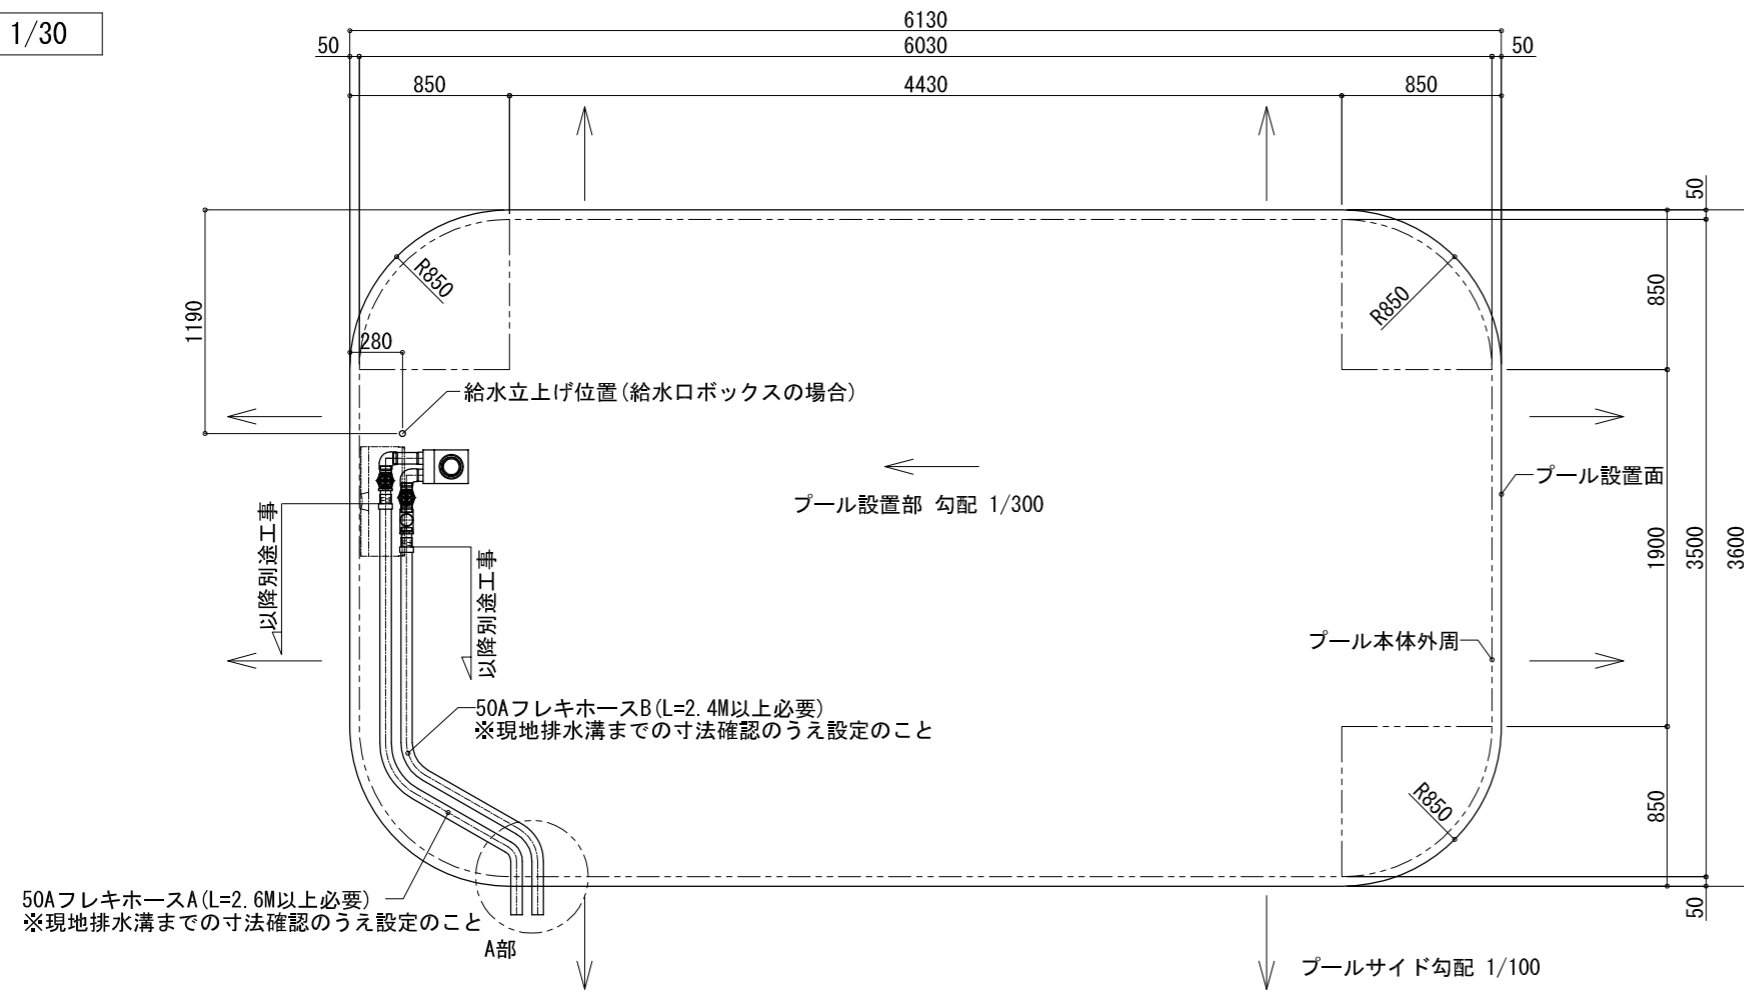 1/30
6130
50
6030
50
850
4430
850
50
1190
R850
R850
850
280
給水立上げ位置(給水口ボックスの場合)
プール設置部 勾配 1/300
プール設置面
以降別途工事
以降別途工事
1900
3500
3600
プール本体外周
50AフレキホースB(L=2.4M以上必要)
※現地排水溝までの寸法確認のうえ設定のこと
R850
850
50AフレキホースA(L=2.6M以上必要)
※現地排水溝までの寸法確認のうえ設定のこと
50
A部
プールサイド勾配 1/100